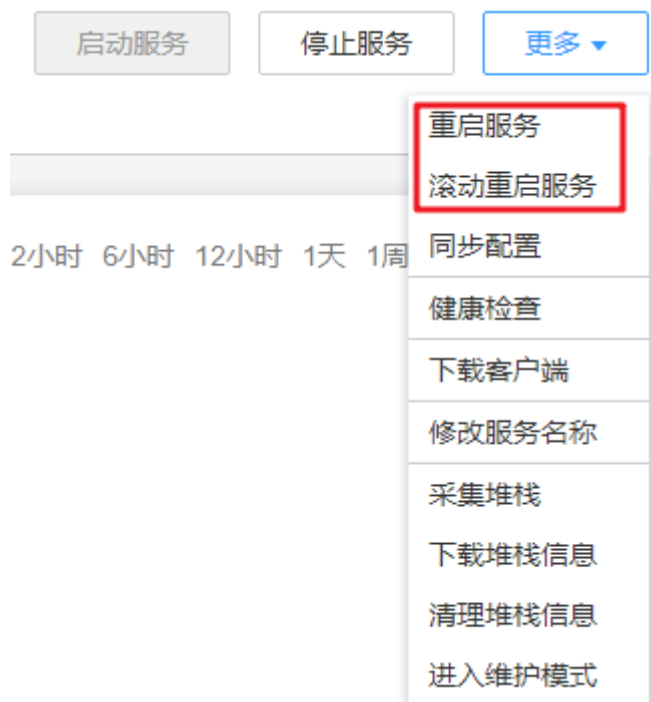 启动服务 停止服务 更多
重启服务
滚动重启服务
2小时 6小时 12小时 1天 1周
同步配置
健康检查
下载客户端
修改服务名称
采集堆栈
下载堆栈信息
清理堆栈信息
进入维护模式